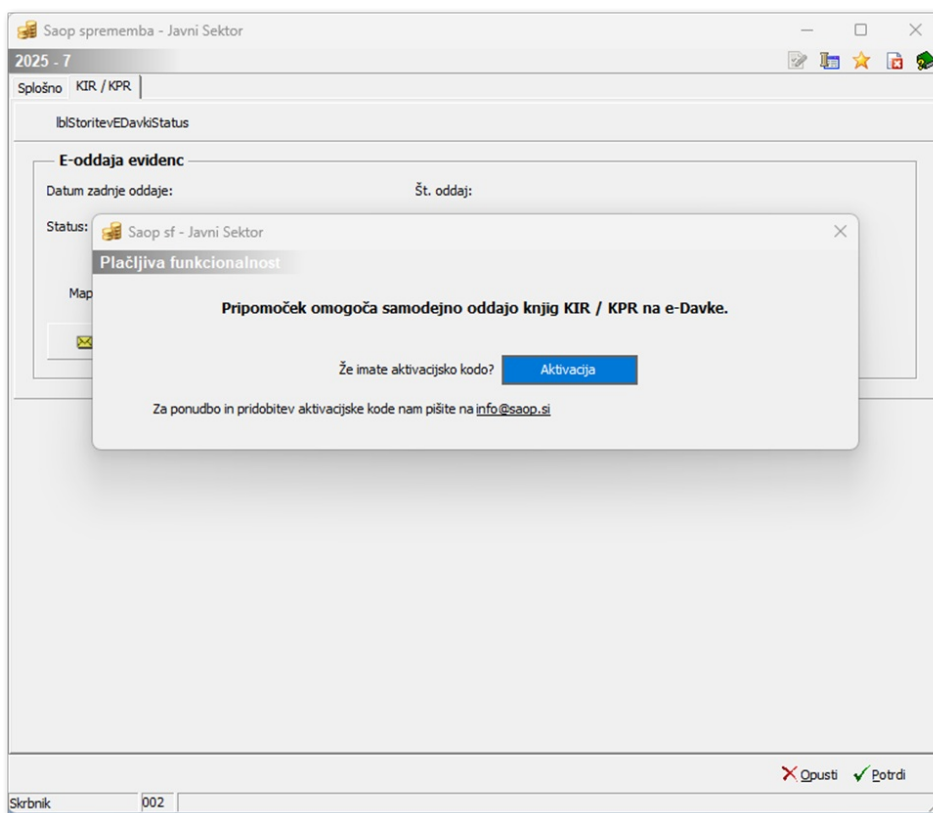 Saop sprememba - Javni Sektor
2025 - 7
Splošno KIR / KPR
lblStoritevEDavkiStatus
E-oddaja evidenc
Datum zadnje oddaje: Št. oddaj:
Status:
Saop sf - Javni Sektor
Plačljiva funkcionalnost
Map
Pripomoček omogoča samodejno oddajo knjig KIR / KPR na e-Davke.
Že imate aktivacijsko kodo? Aktivacija
Za ponudbo in pridobitev aktivacijske kode nam pišite na info@saop.si
Opusti Potrdi
Skrbnik 002